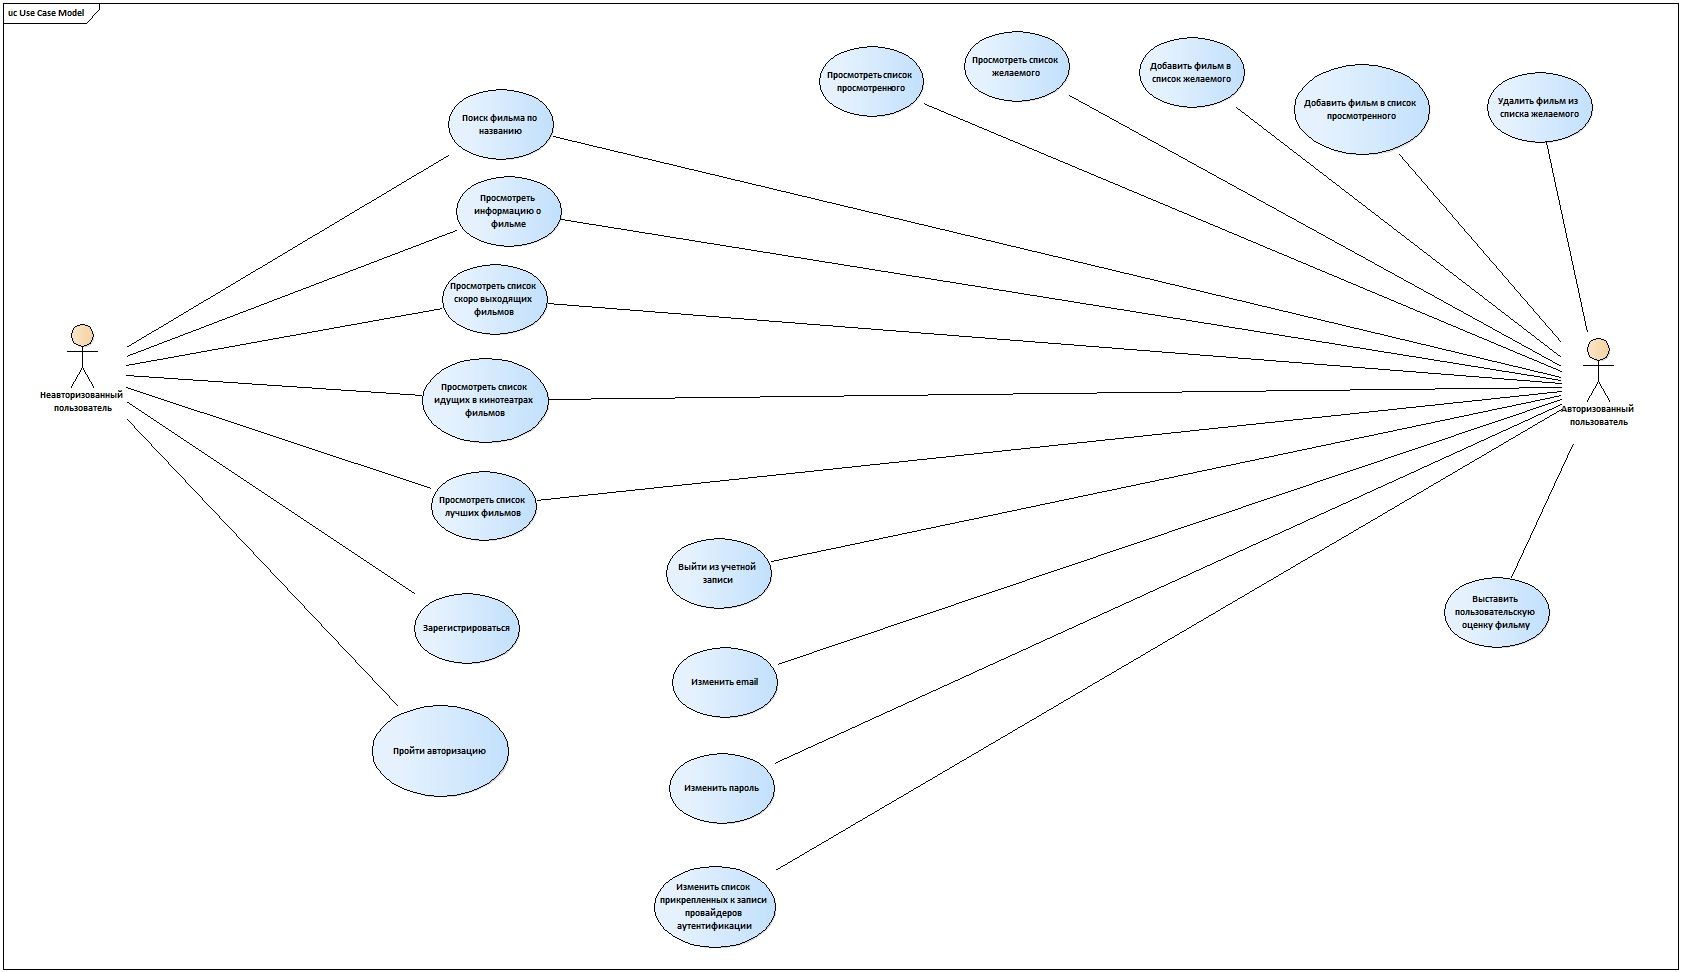 uc Use Case Model
Просмотреть список
просмотренного
Просмотреть список
желаемого
Добавить фильм в
список желаемого
Добавить фильм в список
просмотренного
Удалить фильм из
списка желаемого
Поиск фильма по
названию
Просмотреть
информацию о
фильме
Просмотреть список
скоро выходящих
фильмов
Просмотреть список
идущих в кинотеатрах
фильмов
Неавторизованный
пользователь
Авторизованный
пользователь
Просмотреть список
лучших фильмов
Выйти из учетной
записи
Выставить
пользовательскую
оценку фильму
Зарегистрироваться
Изменить email
Пройти авторизацию
Изменить пароль
Изменить список
прикрепленных к записи
провайдеров
аутентификации